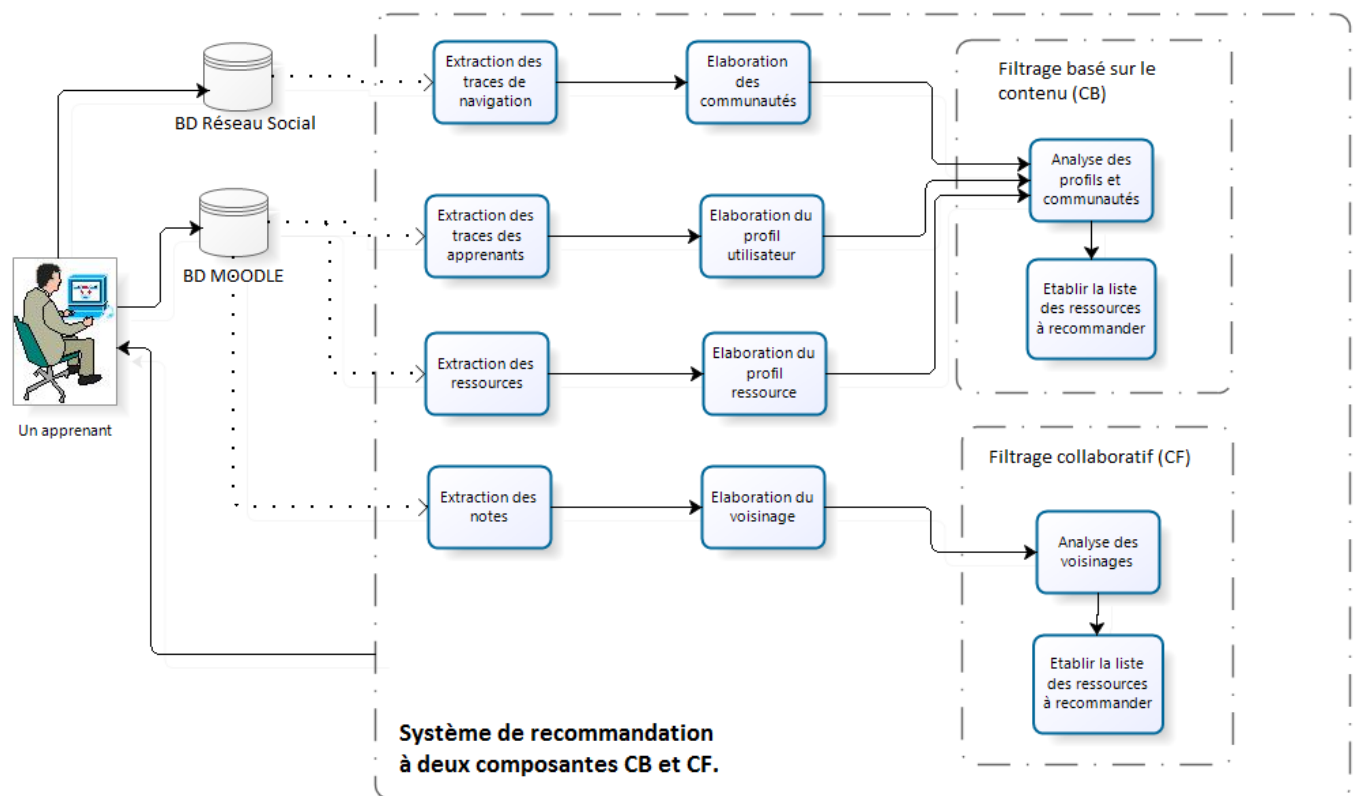 Extraction des
traces de
navigation
Elaboration
des
communautés
Filtrage basé sur le
contenu (CB)
BD Réseau Social
Analyse des
profils et
communautés
Extraction des
traces des
apprenants
Elaboration du
profil
utilisateur
BD MOODLE
Etablir la liste
des ressources
à recommander
Extraction des
ressources
Elaboration du
profil
ressource
Un apprenant
Filtrage collaboratif (CF)
Extraction des
notes
Elaboration du
voisinage
Analyse des
voisinages
Etablir la liste
des ressources
à recommander
Système de recommandation
à deux composantes CB et CF.